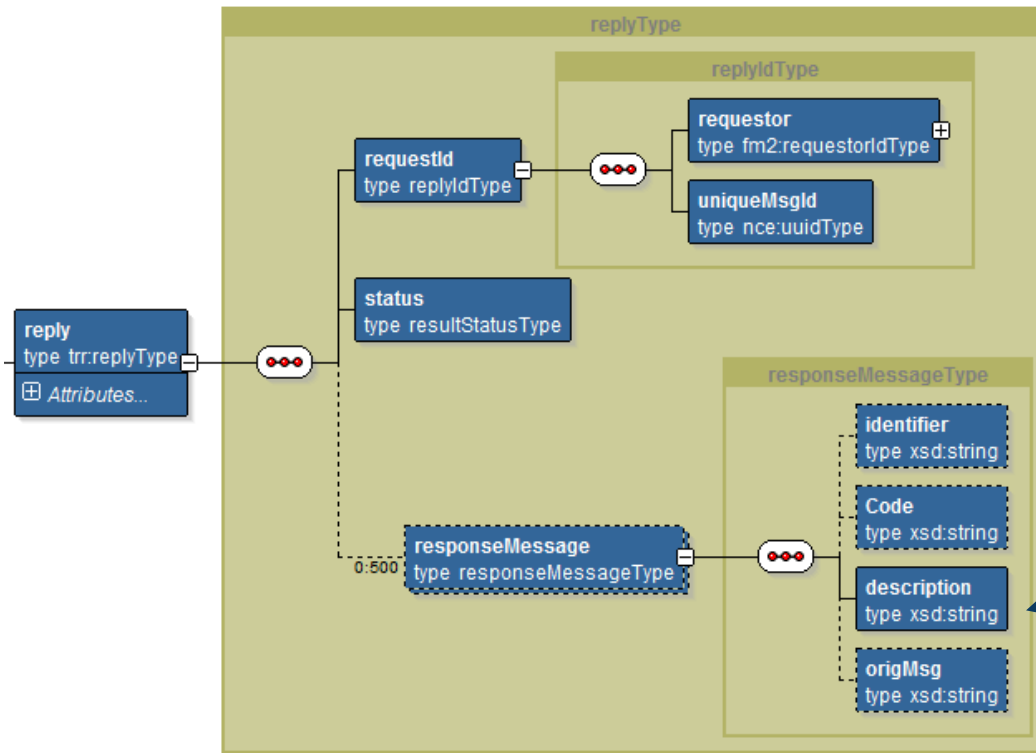 replyType
replyIdType
requestor
type fm2:requestorIdType
requestId
type replyIdType
uniqueMsgId
type nce:uuidType
status
type resultStatusType
reply
type trr:replyType
Attributes...
responseMessageType
identifier
type xsd:string
Code
type xsd:string
responseMessage
0:500 type responseMessageType
description
type xsd:string
origMsg
type xsd:string